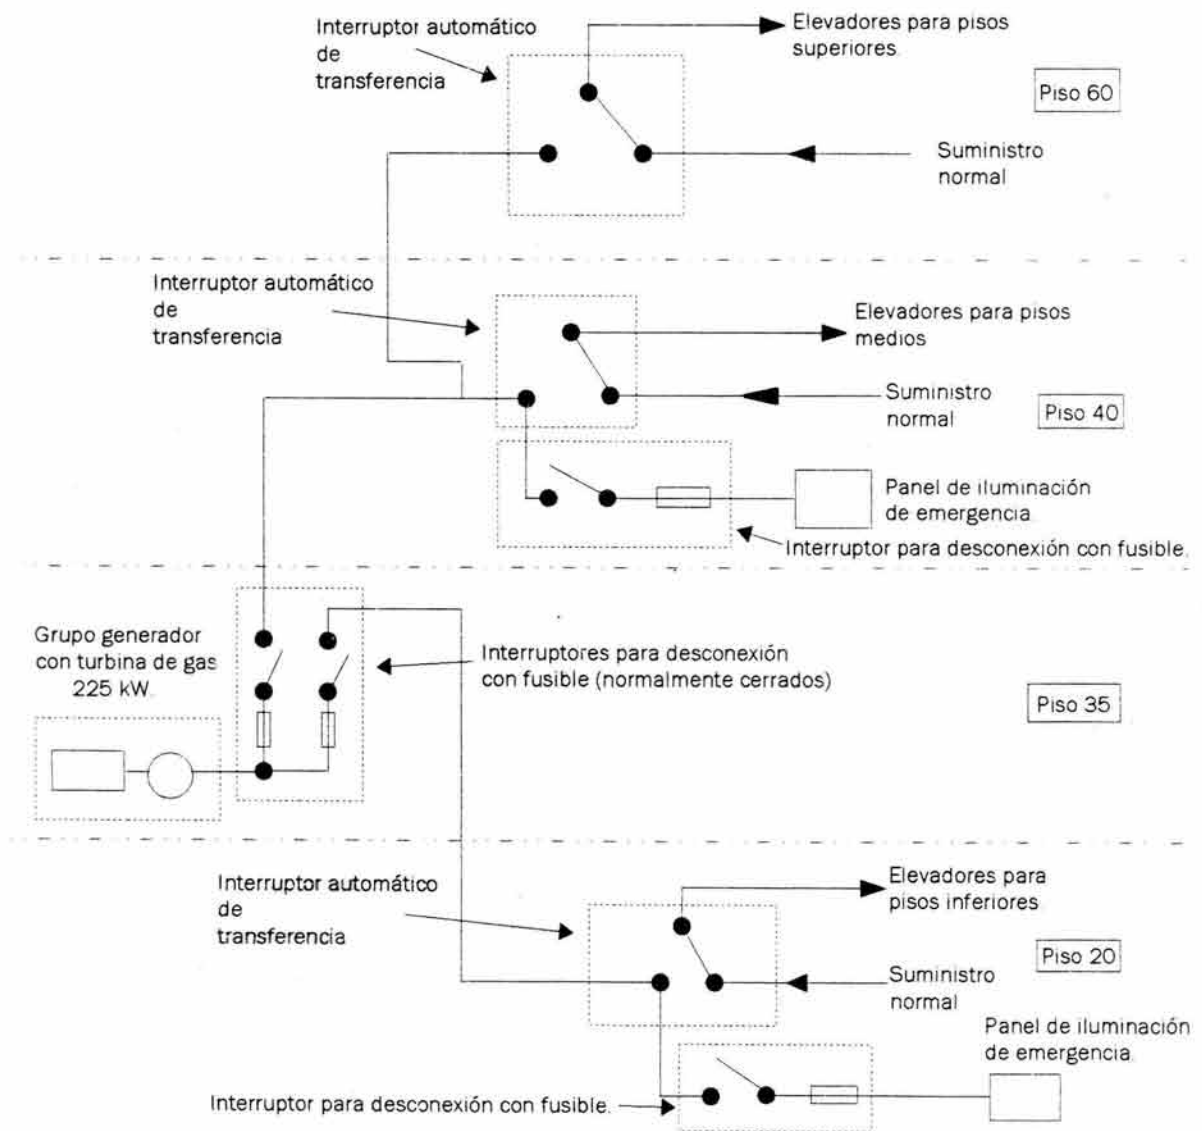 Interruptor automático
de
transferencia
Elevadores para pisos
superiores.
Piso 60
Suministro
normal
Interruptor automático
de
transferencia
Elevadores para pisos
medios
Suministro
normal
Piso 40
Panel de iluminación
de emergencia.
Interruptor para desconexión con fusible.
Grupo generador
con turbina de gas
225 kW.
Interruptores para desconexión
con fusible (normalmente cerrados)
Piso 35
Interruptor automático
de
transferencia
Elevadores para
pisos inferiores
Piso 20
Suministro
normal
Panel de iluminación
de emergencia.
Interruptor para desconexión con fusible.